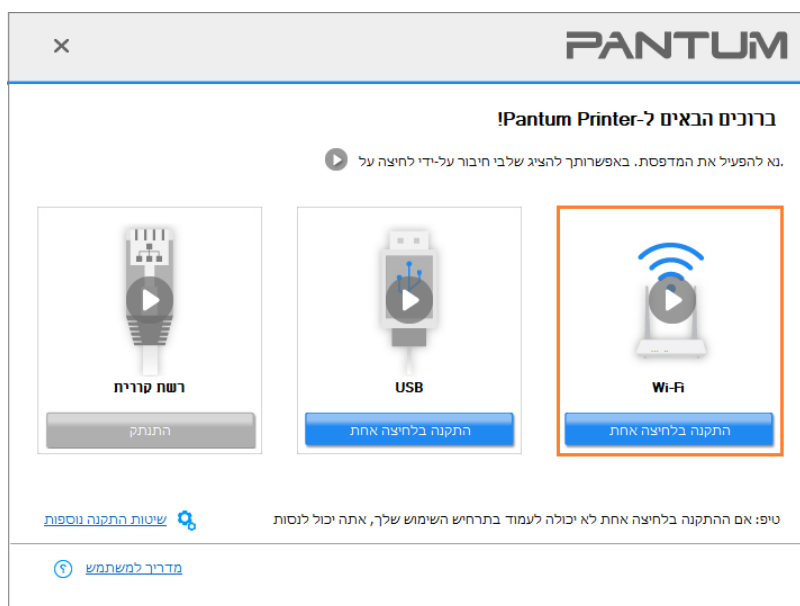 PANTUM
ברוכים הבאים ל-Pantum Printer!
נא להפעיל את המדפסת. באפשרותך להציג שלבי חיבור על-ידי לחיצה על.
Wi-Fi
התקנה בלחיצה אחת
USB
התקנה בלחיצה אחת
רשת קווית
התנתק
טיפ: אם ההתקנה בלחיצה אחת לא יכולה לעמוד בתרחיש השימוש שלך, אתה יכול לנסות שיטות התקנה נוספות
מדריך למשתמש ?